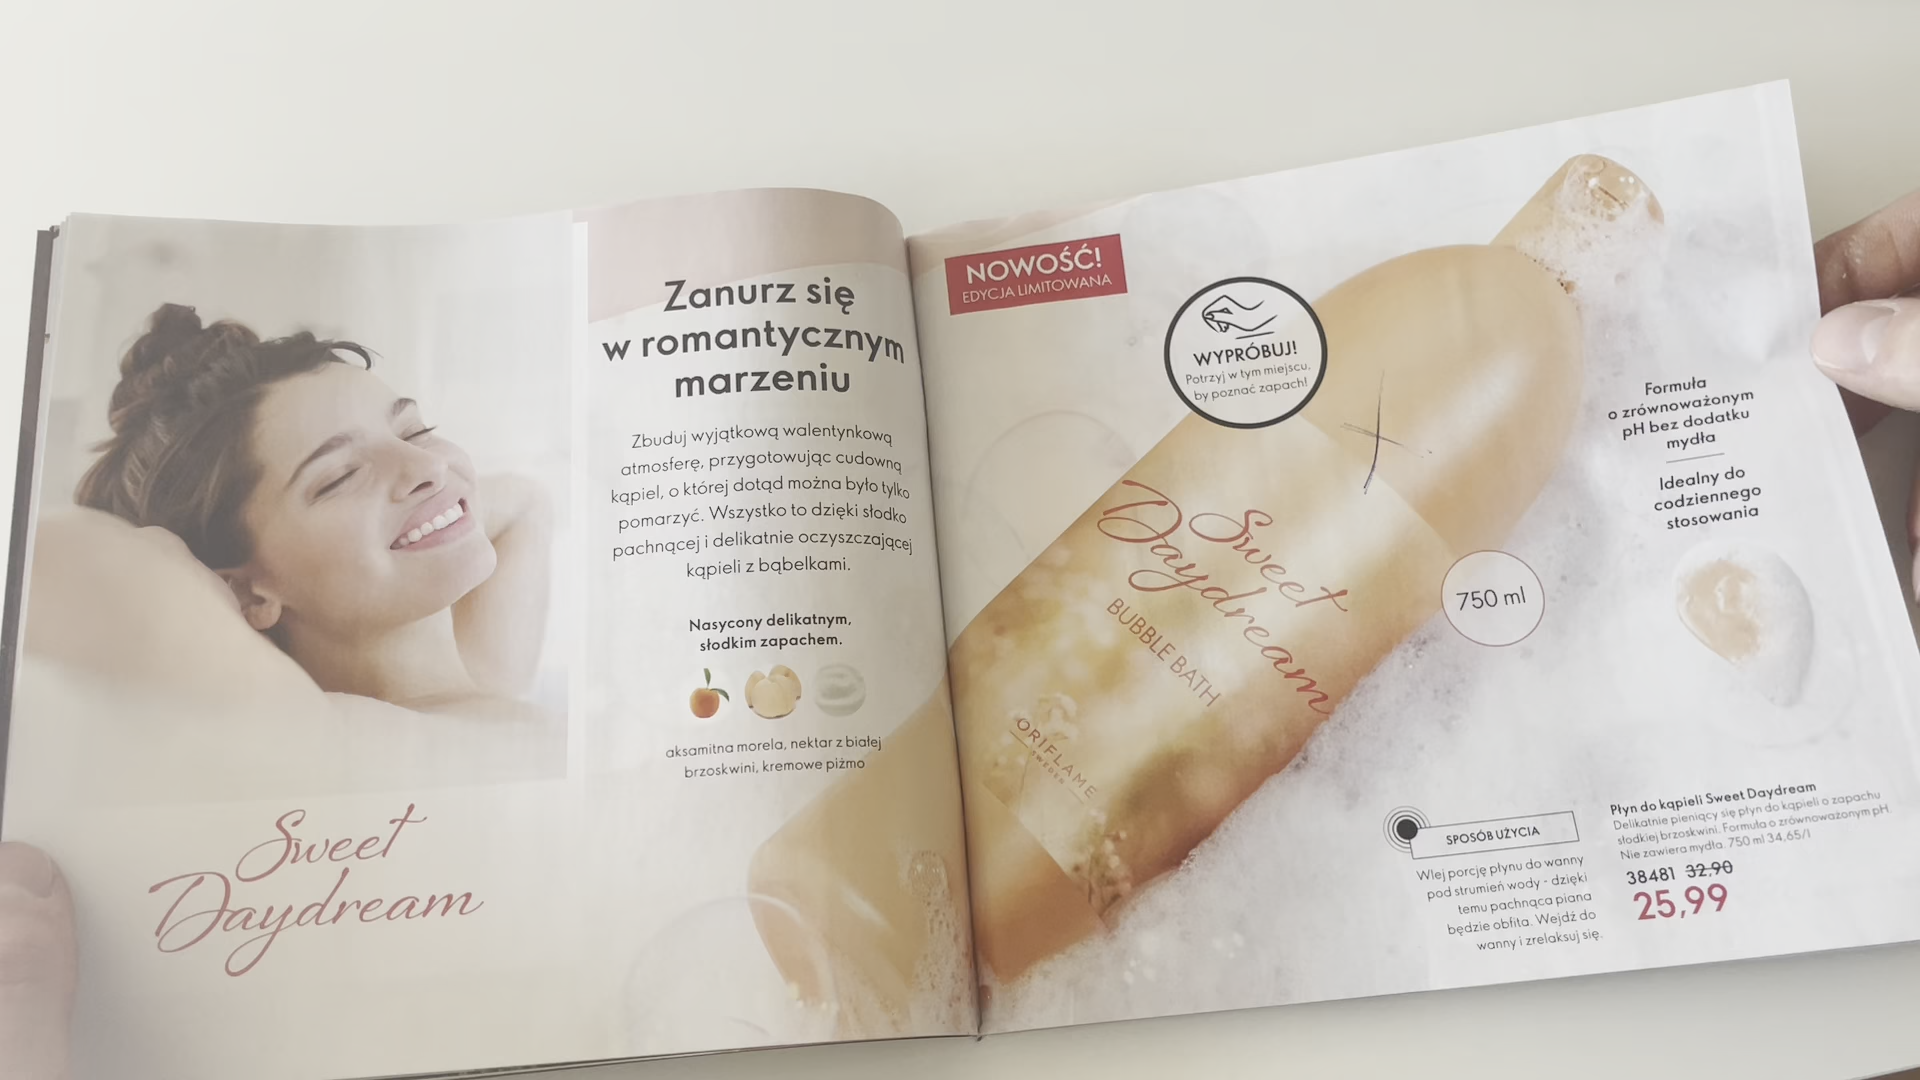 Zanurz się
w romantycznym
marzeniu
Zbuduj wyjątkową walentynkową
atmosferę, przygotowując cudowną
kąpiel, o której dotąd można było tylko
pomarzyć. Wszystko to dzięki słodko
pachnącej i delikatnie oczyszczającej
kąpieli z bąbelkami.
Nasycony delikatnym,
słodkim zapachem.
aksamitna morela, nektar z białej
brzoskwini, kremowe piżmo
Sweet
Daydream
NOWOŚĆ!
EDYCJA LIMITOWANA
WYPRÓBUJ!
Potrzyj w tym miejscu,
by poznać zapach!
Sweet
Daydream
BUBBLE BATH
ORIFLAME
SWEDEN
750 ml
Formuła
o zrównoważonym
pH bez dodatku
mydła
Idealny do
codziennego
stosowania
SPOSÓB UŻYCIA
Wlej porcję płynu do wanny
pod strumień wody - dzięki
temu pachnąca piana
będzie obfita. Wejdź do
wanny i zrelaksuj się.
Płyn do kąpieli Sweet Daydream
Delikatnie pieniący się płyn do kąpieli o zapachu
słodkiej brzoskwini. Formuła o zrównoważonym pH.
Nie zawiera mydła. 750 ml 34,65/l
38481 32,90
25,99